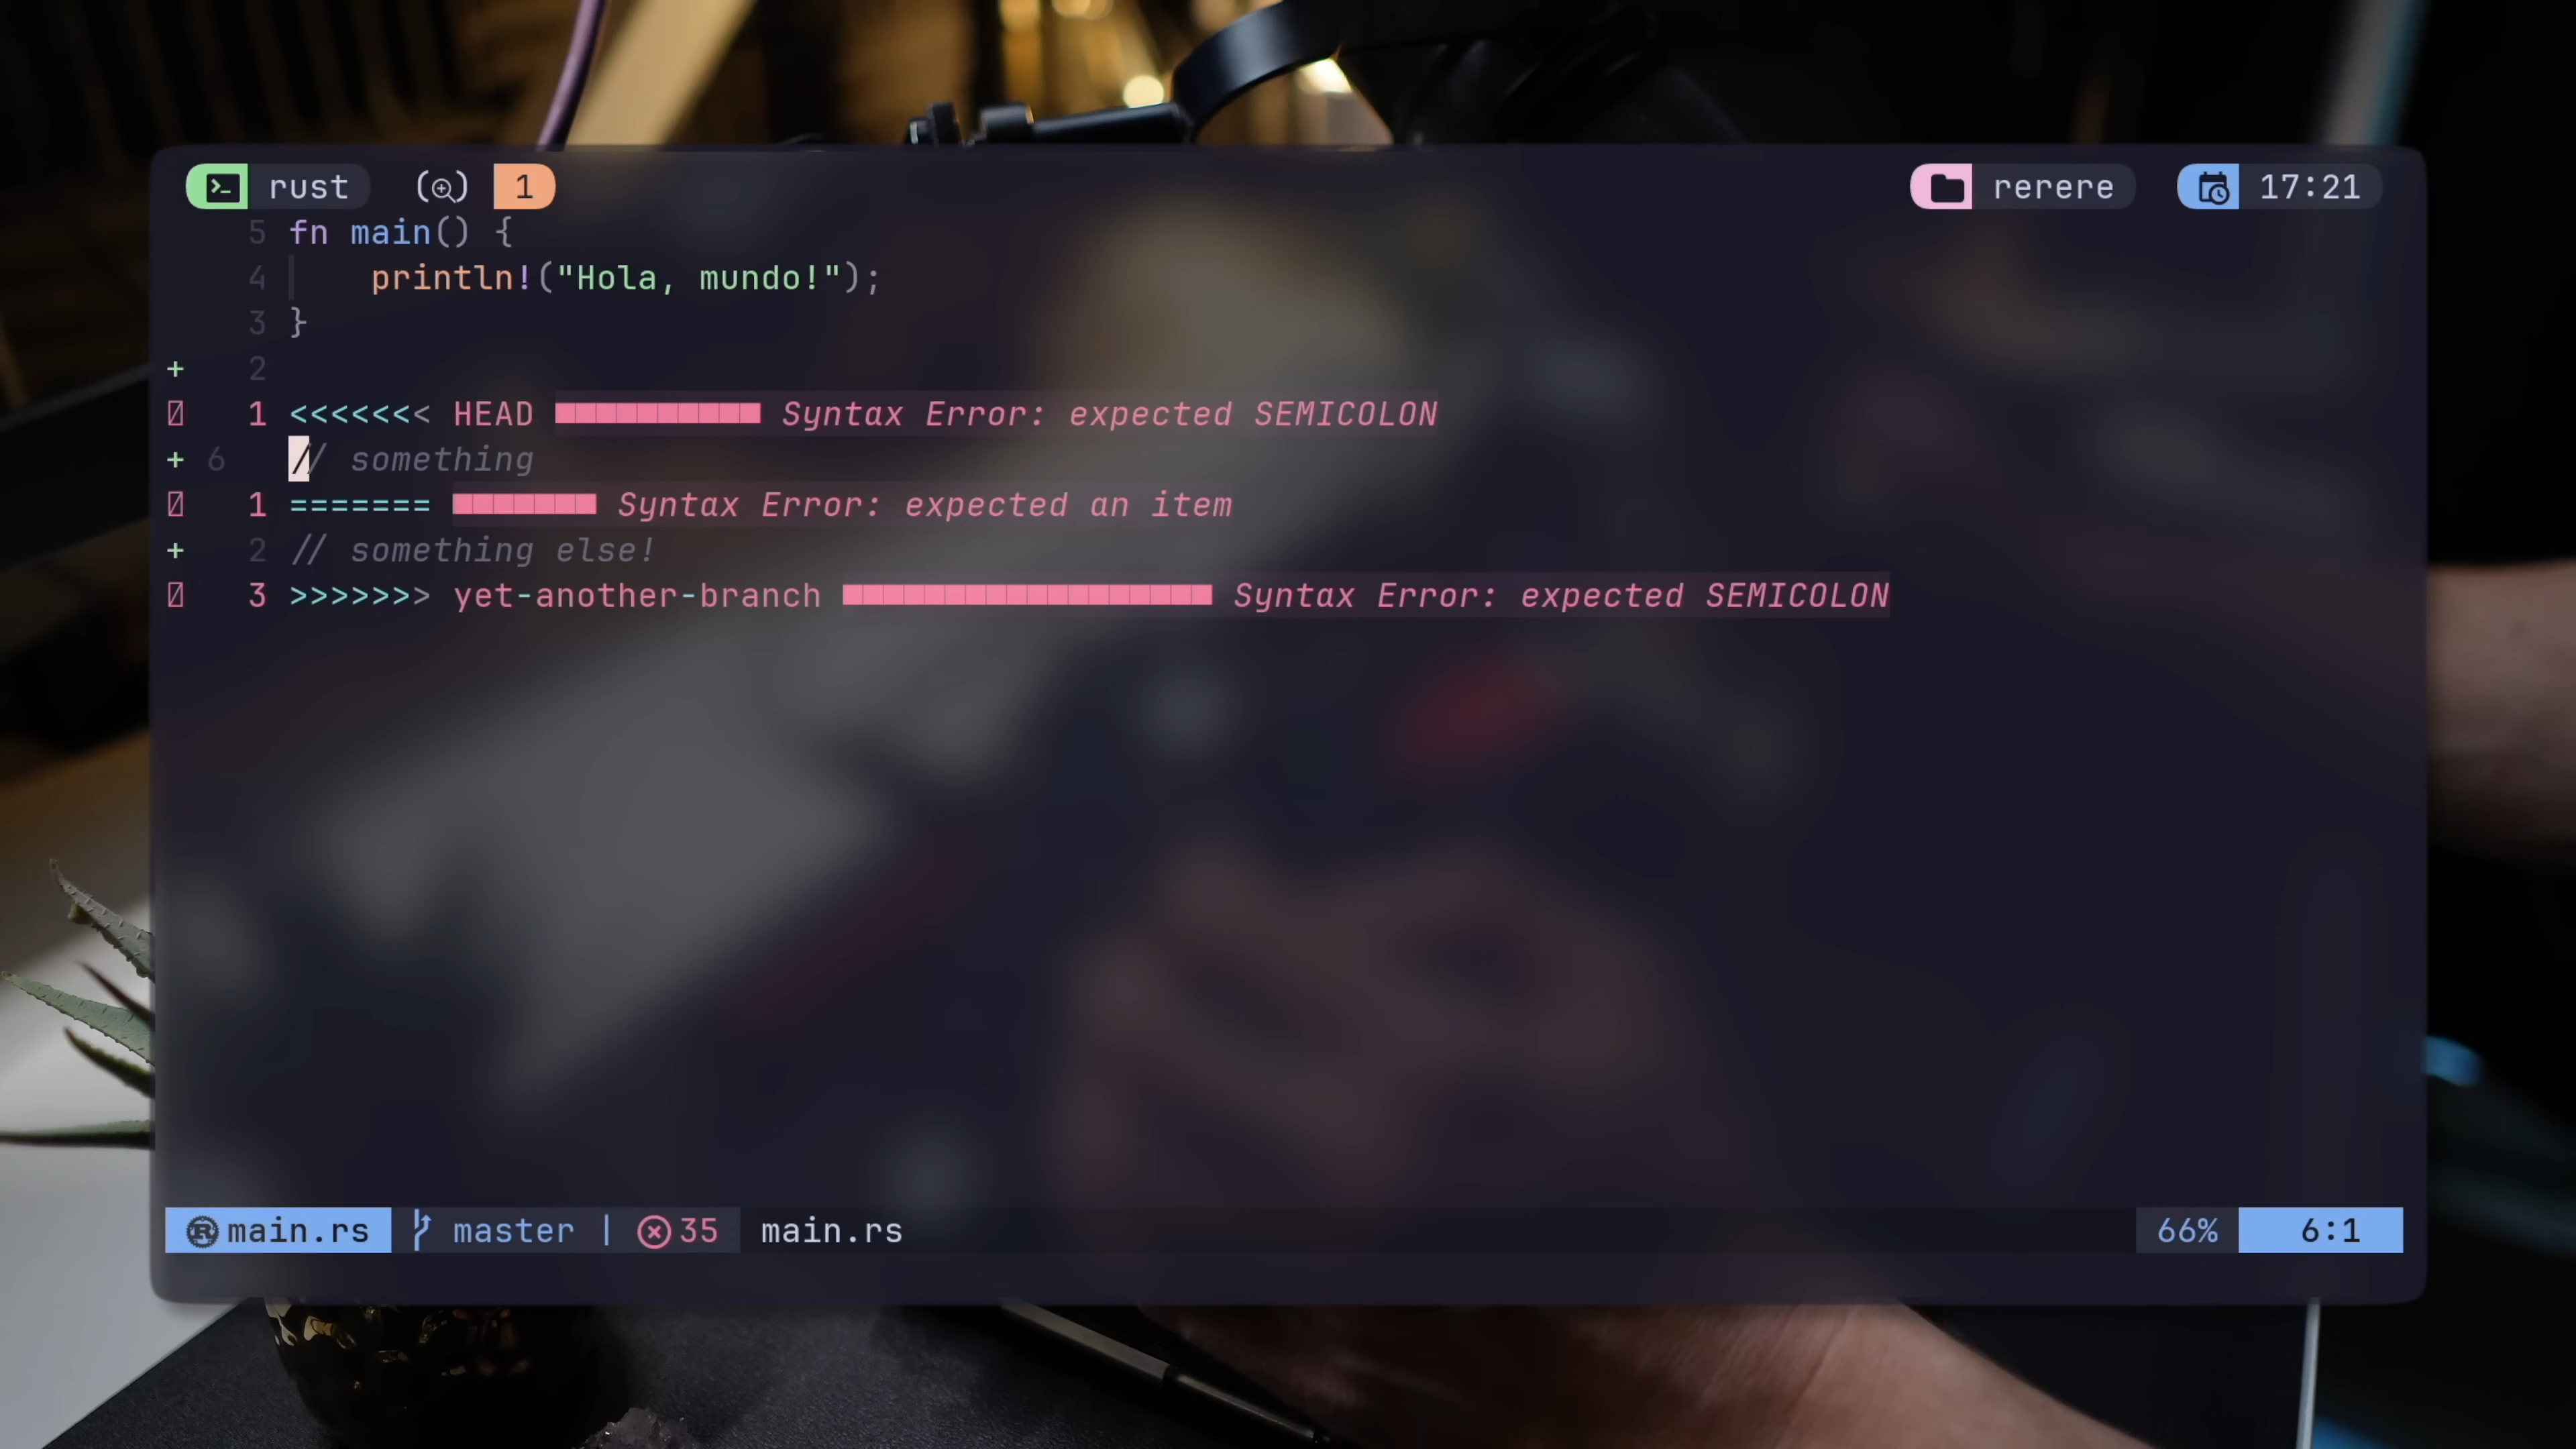 rust 1 rerere 17:21
5 fn main() {
4 println!("Hola, mundo!");
3 }
+ 2
1 <<<<<<< HEAD ■■■■■■■■■■ Syntax Error: expected SEMICOLON
+ 6 // something
1 ======= ■■■■■■■ Syntax Error: expected an item
+ 2 // something else!
3 >>>>>>> yet-another-branch ■■■■■■■■■■■■■■■■■■ Syntax Error: expected SEMICOLON
main.rs master | 35 main.rs 66% 6:1